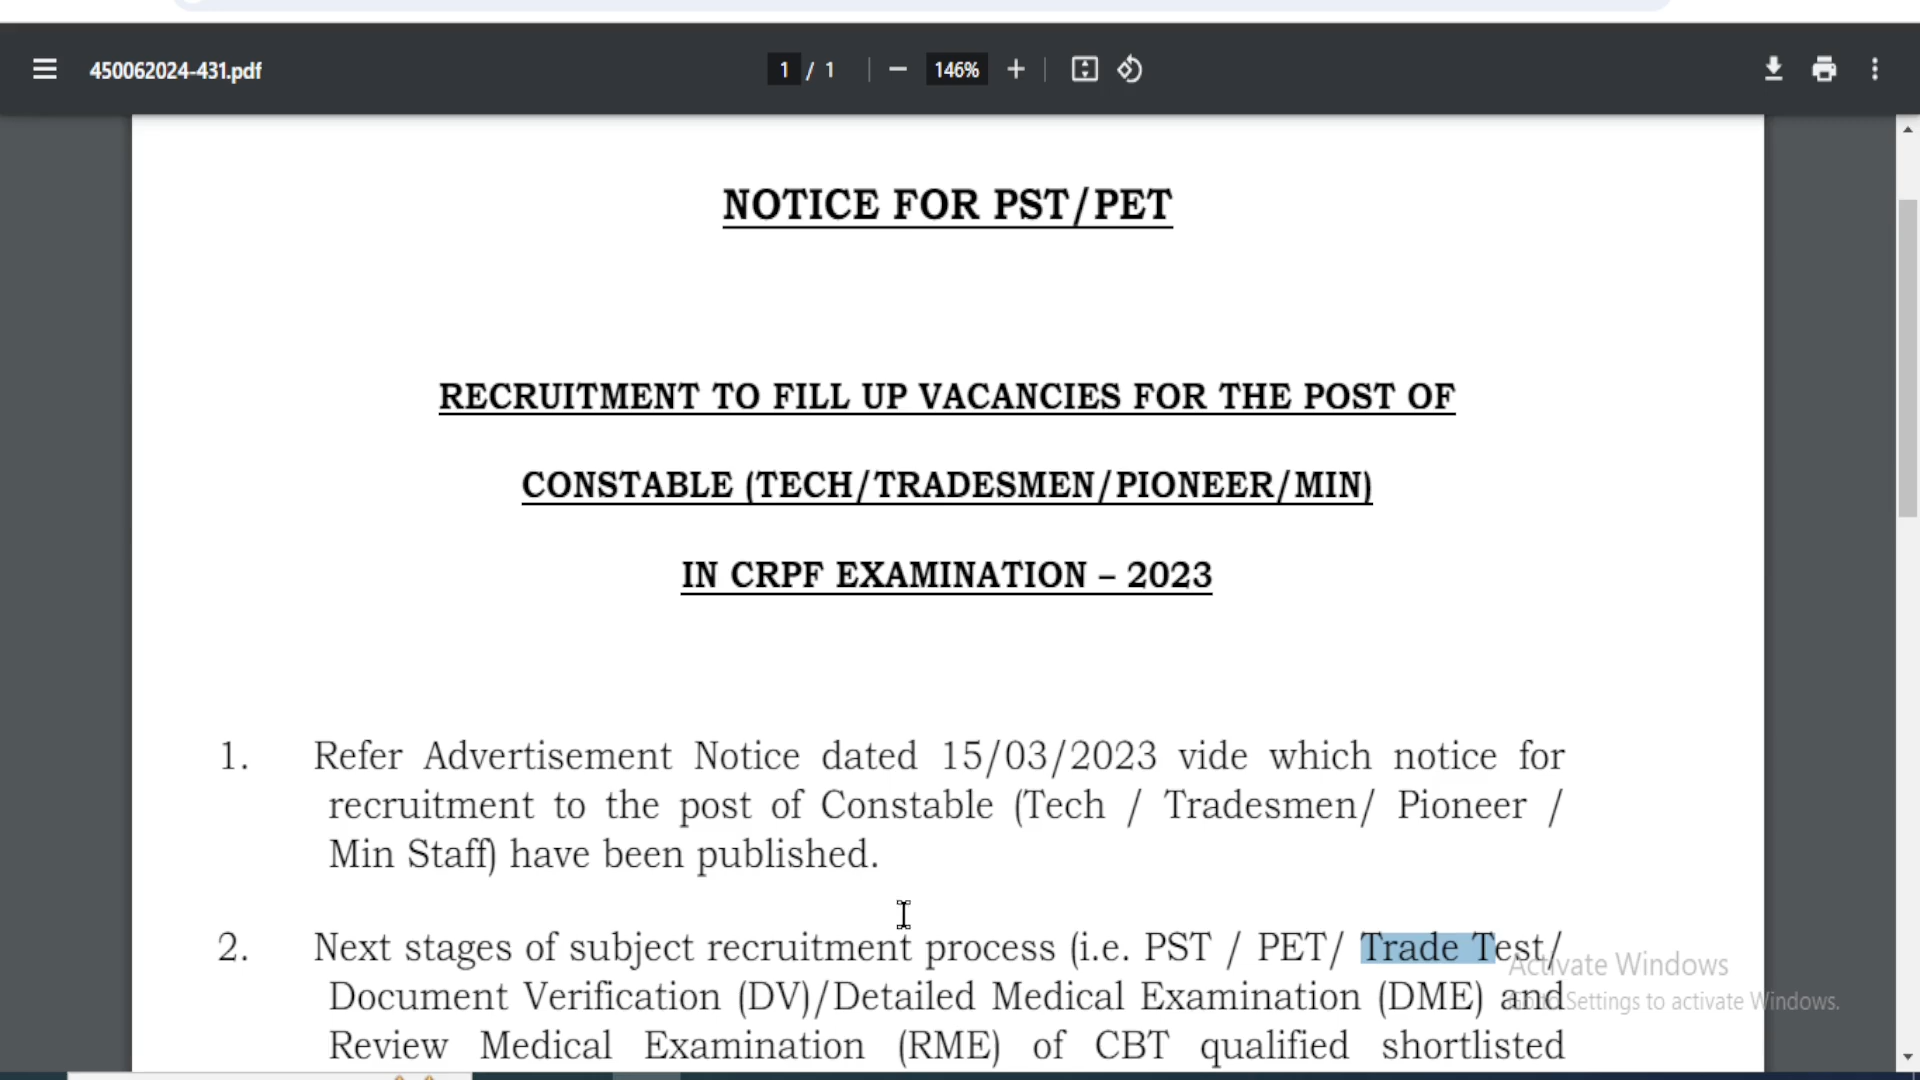 450062024-431.pdf
1 / 1
146%
NOTICE FOR PST/PET
RECRUITMENT TO FILL UP VACANCIES FOR THE POST OF
CONSTABLE (TECH/TRADESMEN/PIONEER/MIN)
IN CRPF EXAMINATION – 2023
1. Refer Advertisement Notice dated 15/03/2023 vide which notice for
recruitment to the post of Constable (Tech / Tradesmen/ Pioneer /
Min Staff) have been published.
2. Next stages of subject recruitment process (i.e. PST / PET/ Trade Test/
Document Verification (DV)/Detailed Medical Examination (DME) and
Review Medical Examination (RME) of CBT qualified shortlisted
Activate Windows
Go to Settings to activate Windows.